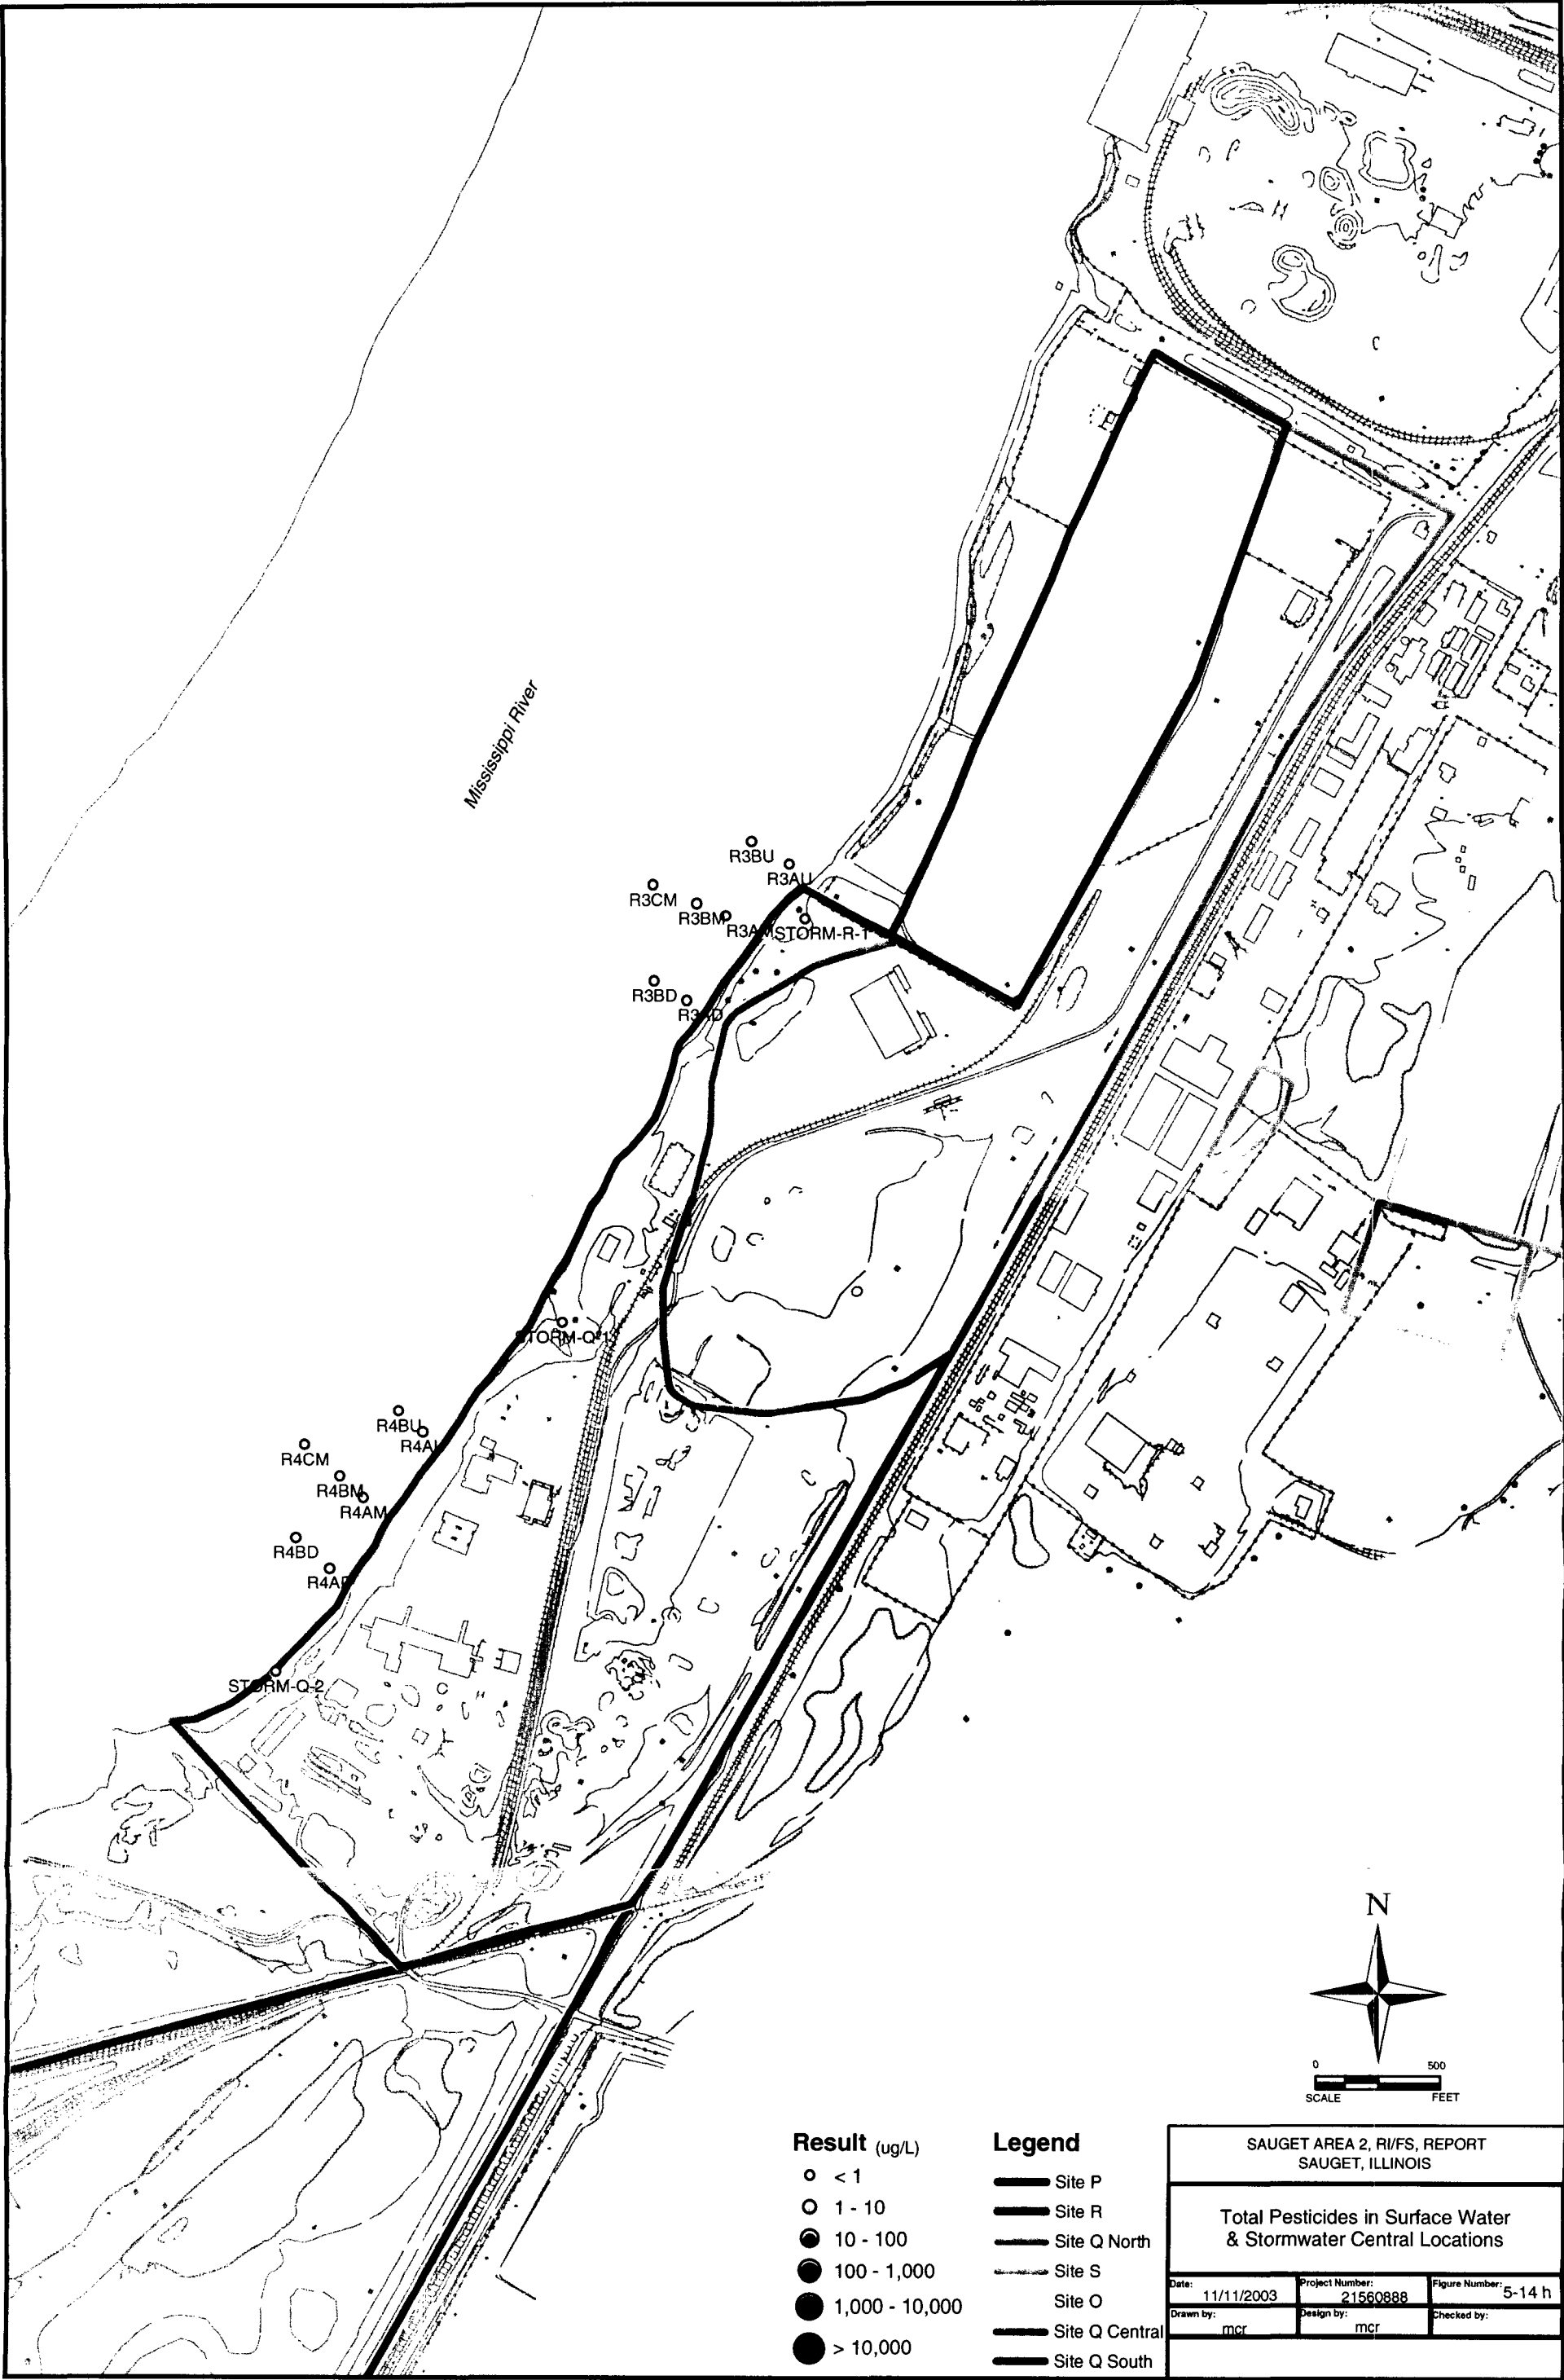 Mississippi River
R3BU
R3AU
R3CM
R3BM
R3AM
STORM-R-1
R3BD
R3AD
STORM-Q-1
R4BU
R4AU
R4CM
R4BM
R4AM
R4BD
R4AD
STORM-Q-2
N
0 500
SCALE FEET
Result (ug/L)
< 1
1 - 10
10 - 100
100 - 1,000
1,000 - 10,000
> 10,000
Legend
Site P
Site R
Site Q North
Site S
Site O
Site Q Central
Site Q South
SAUGET AREA 2, RI/FS, REPORT
SAUGET, ILLINOIS
Total Pesticides in Surface Water
& Stormwater Central Locations
Date: 11/11/2003
Project Number: 21560888
Figure Number: 5-14 h
Drawn by: mcr
Design by: mcr
Checked by: